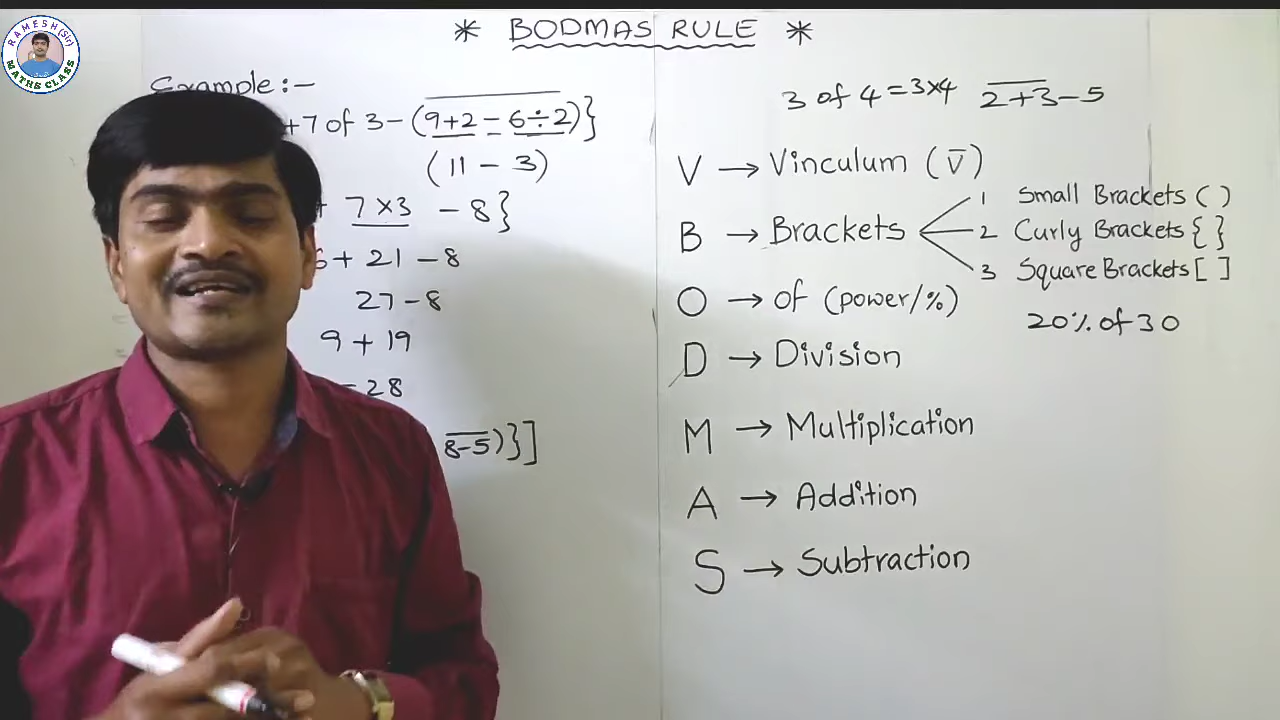 RAMESH (Sir)
MATHS CLASS
* BODMAS RULE *
Example :-
+7 of 3 - (9+2 - 6÷2)}
(11 - 3)
7×3 - 8}
+ 21 - 8
27 - 8
9 + 19
= 28
8-5)}]
3 of 4 = 3×4 2+3-5
V → Vinculum (v̅)
B → Brackets
1 Small Brackets ( )
2 Curly Brackets { }
3 Square Brackets [ ]
O → of (power/%)
20% of 30
D → Division
M → Multiplication
A → Addition
S → Subtraction